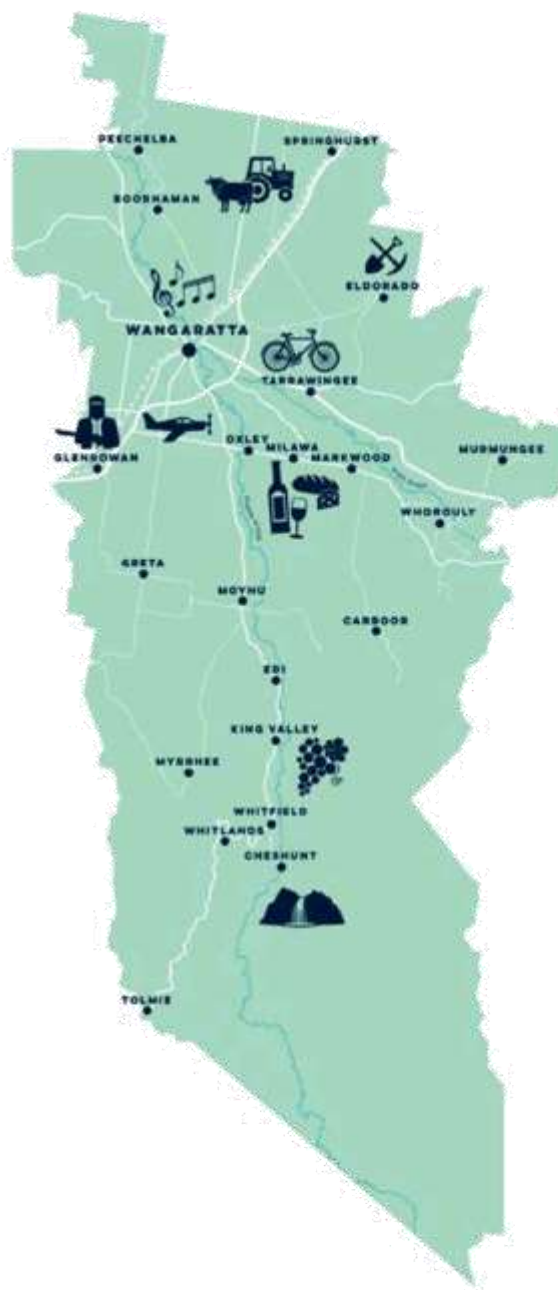 PEECHELBA
SPRINGHURST
BOORHAMAN
ELDORADO
WANGARATTA
TARRAWINGEE
OXLEY
MILAWA
GLENROWAN
MARKWOOD
MURMUNGEE
WHOROULY
GRETA
MOYHU
CARBOOR
EDI
KING VALLEY
MYRRHEE
WHITFIELD
WHITLANDS
CHESHUNT
TOLMIE